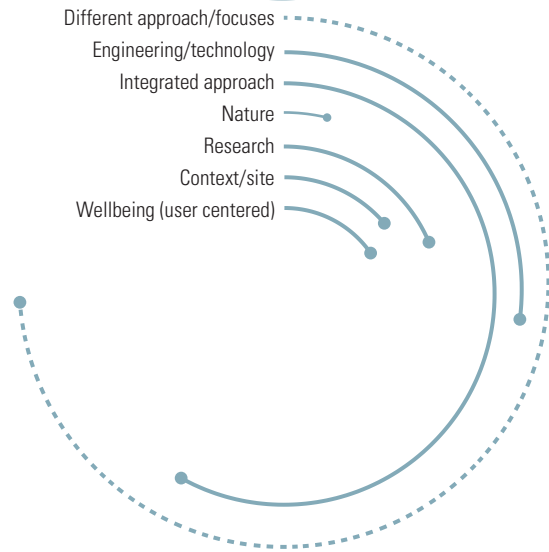 Different approach/focuses
Engineering/technology
Integrated approach
Nature
Research
Context/site
Wellbeing (user centered)